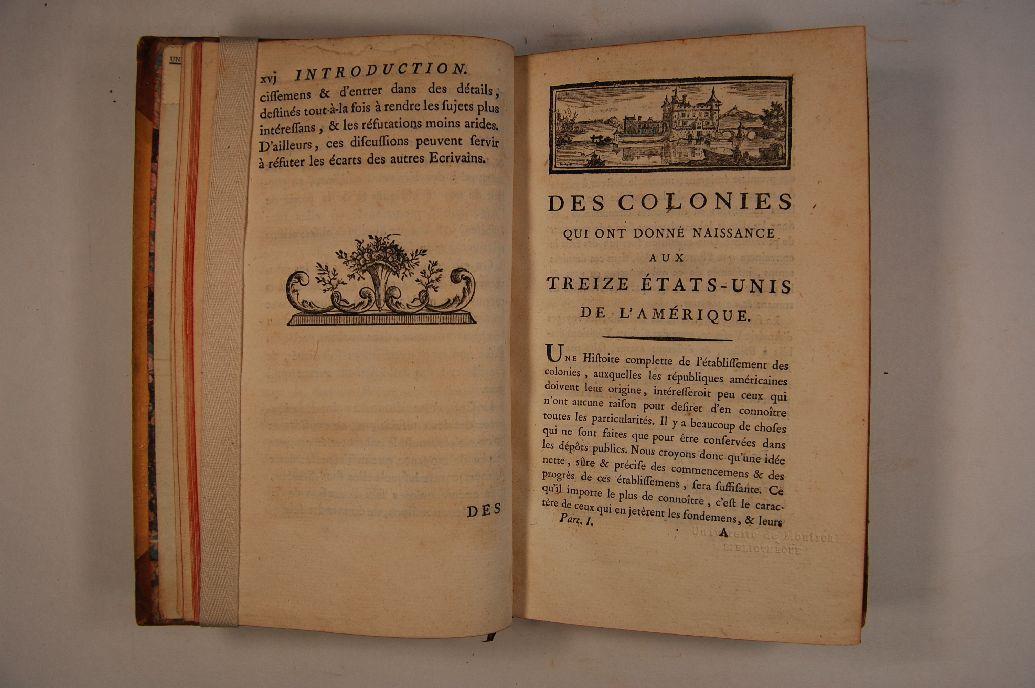 UN
xvj INTRODUCTION.
ciſſemens & d'entrer dans des détails,
deſtinés tout-à-la fois à rendre les ſujets plus
intéreſſans, & les réfutations moins arides.
D'ailleurs, ces diſcuſſions peuvent ſervir
à réfuter les écarts des autres Ecrivains.
DES
DES COLONIES
QUI ONT DONNÉ NAISSANCE
AUX
TREIZE ÉTATS-UNIS
DE L'AMÉRIQUE.
UNE Hiſtoire complette de l'établiſſement des
colonies, auxquelles les républiques américaines
doivent leur origine, intéreſſeroit peu ceux qui
n'ont aucune raiſon pour deſirer d'en connoître
toutes les particularités. Il y a beaucoup de choſes
qui ne ſont faites que pour être conſervées dans
les dépôts publics. Nous croyons donc qu'une idée
nette, sûre & préciſe des commencemens & des
progrès de ces établiſſemens, ſera ſuffiſante. Ce
qu'il importe le plus de connoître, c'eſt le carac-
tère de ceux qui en jetèrent les fondemens, & leurs
Part. I.
A
Université de Montréal
BIBLIOTHÈQUE